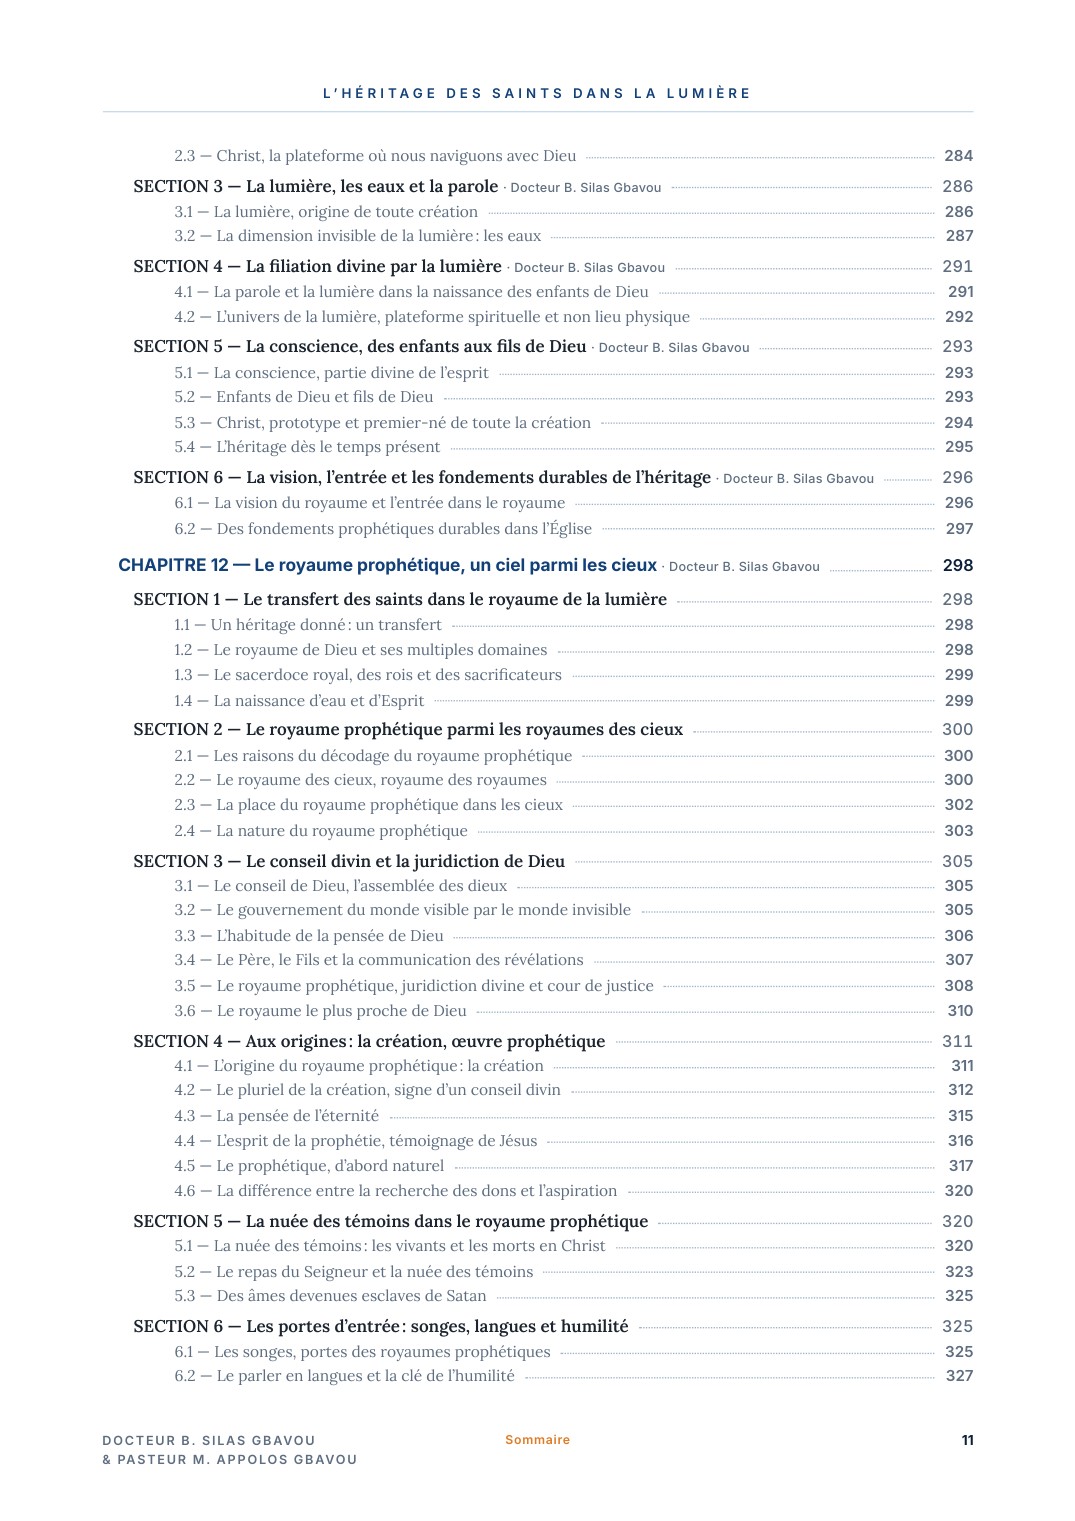 L’HÉRITAGE DES SAINTS DANS LA LUMIÈRE
2.3 — Christ, la plateforme où nous naviguons avec Dieu 284
SECTION 3 — La lumière, les eaux et la parole · Docteur B. Silas Gbavou 286
3.1 — La lumière, origine de toute création 286
3.2 — La dimension invisible de la lumière : les eaux 287
SECTION 4 — La filiation divine par la lumière · Docteur B. Silas Gbavou 291
4.1 — La parole et la lumière dans la naissance des enfants de Dieu 291
4.2 — L’univers de la lumière, plateforme spirituelle et non lieu physique 292
SECTION 5 — La conscience, des enfants aux fils de Dieu · Docteur B. Silas Gbavou 293
5.1 — La conscience, partie divine de l’esprit 293
5.2 — Enfants de Dieu et fils de Dieu 293
5.3 — Christ, prototype et premier-né de toute la création 294
5.4 — L’héritage dès le temps présent 295
SECTION 6 — La vision, l’entrée et les fondements durables de l’héritage · Docteur B. Silas Gbavou 296
6.1 — La vision du royaume et l’entrée dans le royaume 296
6.2 — Des fondements prophétiques durables dans l’Église 297
CHAPITRE 12 — Le royaume prophétique, un ciel parmi les cieux · Docteur B. Silas Gbavou 298
SECTION 1 — Le transfert des saints dans le royaume de la lumière 298
1.1 — Un héritage donné : un transfert 298
1.2 — Le royaume de Dieu et ses multiples domaines 298
1.3 — Le sacerdoce royal, des rois et des sacrificateurs 299
1.4 — La naissance d’eau et d’Esprit 299
SECTION 2 — Le royaume prophétique parmi les royaumes des cieux 300
2.1 — Les raisons du décodage du royaume prophétique 300
2.2 — Le royaume des cieux, royaume des royaumes 300
2.3 — La place du royaume prophétique dans les cieux 302
2.4 — La nature du royaume prophétique 303
SECTION 3 — Le conseil divin et la juridiction de Dieu 305
3.1 — Le conseil de Dieu, l’assemblée des dieux 305
3.2 — Le gouvernement du monde visible par le monde invisible 305
3.3 — L’habitude de la pensée de Dieu 306
3.4 — Le Père, le Fils et la communication des révélations 307
3.5 — Le royaume prophétique, juridiction divine et cour de justice 308
3.6 — Le royaume le plus proche de Dieu 310
SECTION 4 — Aux origines : la création, œuvre prophétique 311
4.1 — L’origine du royaume prophétique : la création 311
4.2 — Le pluriel de la création, signe d’un conseil divin 312
4.3 — La pensée de l’éternité 315
4.4 — L’esprit de la prophétie, témoignage de Jésus 316
4.5 — Le prophétique, d’abord naturel 317
4.6 — La différence entre la recherche des dons et l’aspiration 320
SECTION 5 — La nuée des témoins dans le royaume prophétique 320
5.1 — La nuée des témoins : les vivants et les morts en Christ 320
5.2 — Le repas du Seigneur et la nuée des témoins 323
5.3 — Des âmes devenues esclaves de Satan 325
SECTION 6 — Les portes d’entrée : songes, langues et humilité 325
6.1 — Les songes, portes des royaumes prophétiques 325
6.2 — Le parler en langues et la clé de l’humilité 327
DOCTEUR B. SILAS GBAVOU
& PASTEUR M. APPOLOS GBAVOU
Sommaire
11